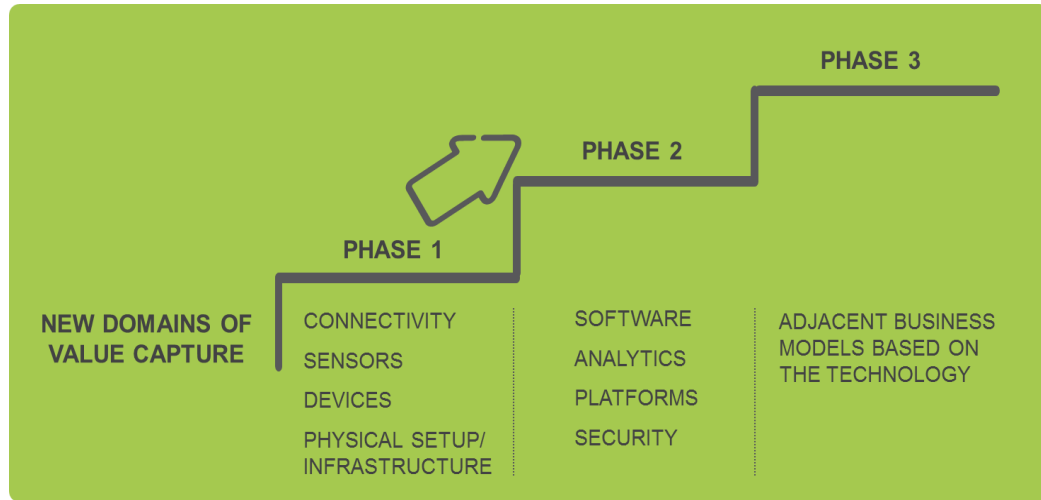 PHASE 3
PHASE 2
PHASE 1
NEW DOMAINS OF
VALUE CAPTURE
CONNECTIVITY
SENSORS
DEVICES
PHYSICAL SETUP/
INFRASTRUCTURE
SOFTWARE
ANALYTICS
PLATFORMS
SECURITY
ADJACENT BUSINESS
MODELS BASED ON
THE TECHNOLOGY